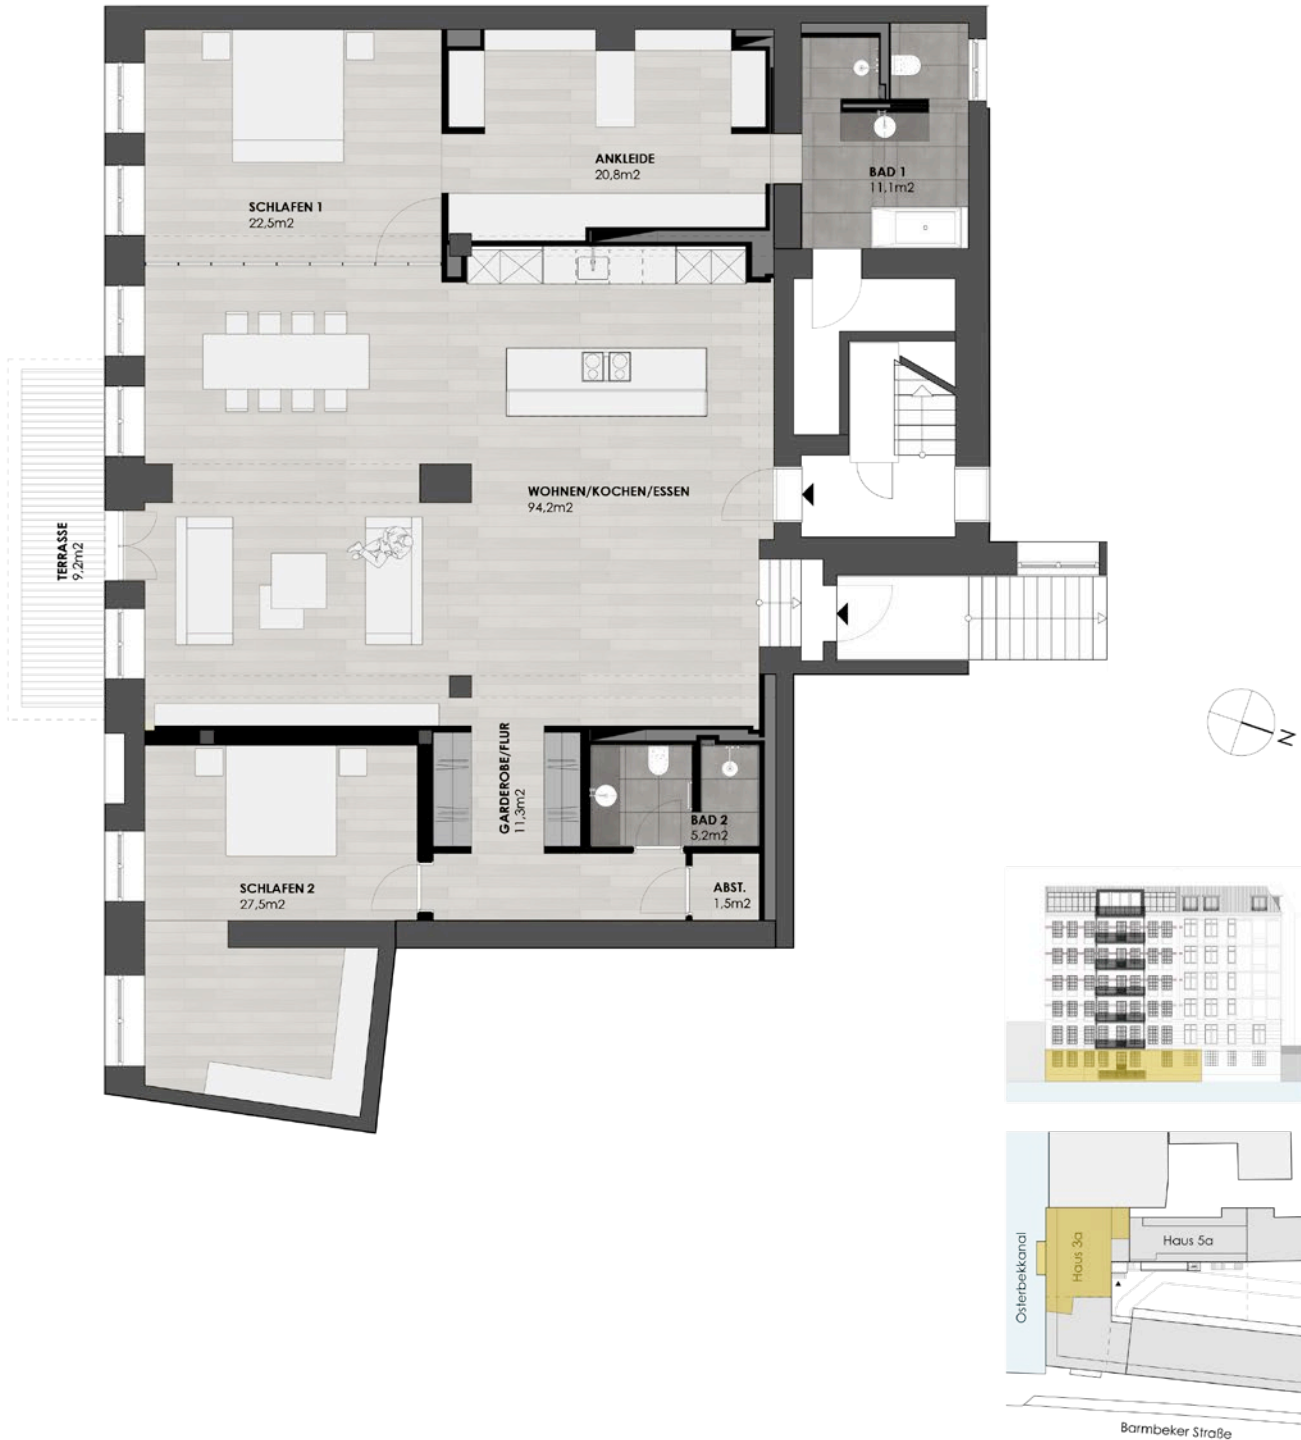 ANKLEIDE
20,8m2
BAD 1
11,1m2
SCHLAFEN 1
22,5m2
WOHNEN/KOCHEN/ESSEN
94,2m2
TERRASSE
9,2m2
GARDEROBE/FLUR
11,3m2
BAD 2
5,2m2
SCHLAFEN 2
27,5m2
ABST.
1,5m2
N
Osterbekkanal
Haus 3a
Haus 5a
Barmbeker Straße